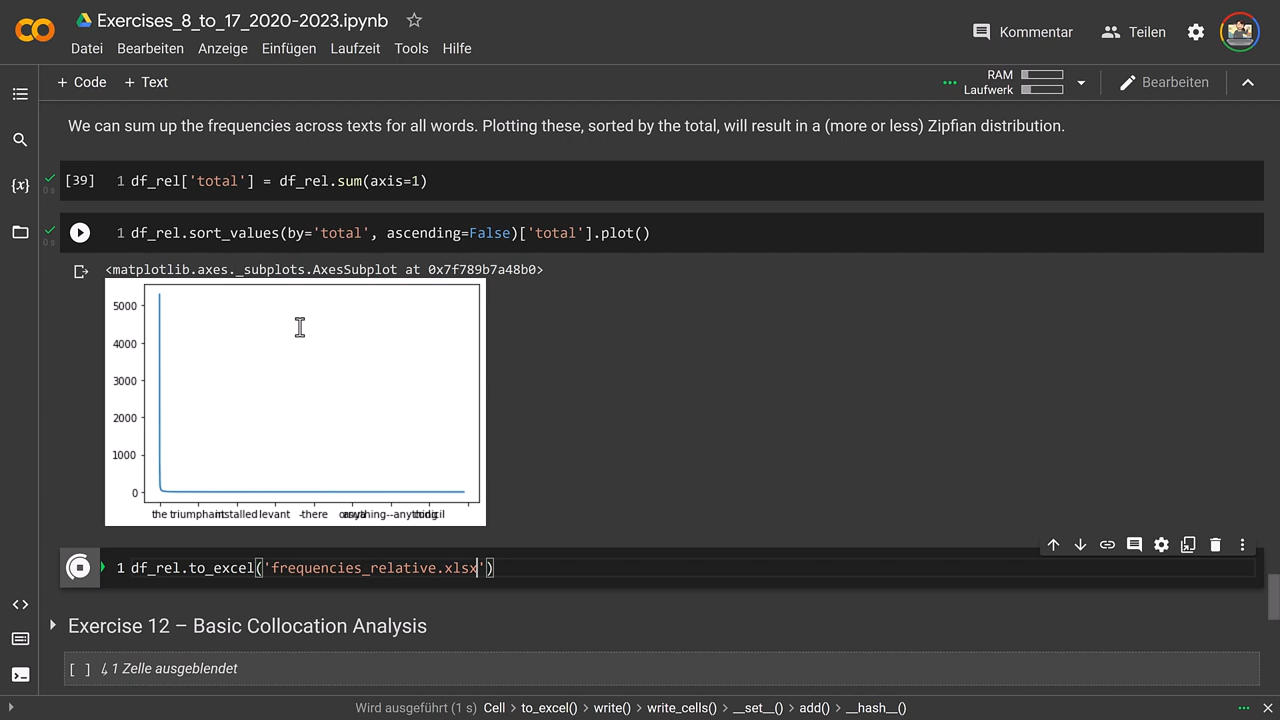 Exercises_8_to_17_2020-2023.ipynb
Kommentar
Teilen
Datei Bearbeiten Anzeige Einfügen Laufzeit Tools Hilfe
+ Code + Text
RAM
Laufwerk
Bearbeiten
We can sum up the frequencies across texts for all words. Plotting these, sorted by the total, will result in a (more or less) Zipfian distribution.
[39] 1 df_rel['total'] = df_rel.sum(axis=1)
0 s
1 df_rel.sort_values(by='total', ascending=False)['total'].plot()
0 s
<matplotlib.axes._subplots.AxesSubplot at 0x7f789b7a48b0>
5000
4000
3000
2000
1000
0
the triumphant installed levant -there
1 df_rel.to_excel('frequencies_relative.xlsx')
Exercise 12 – Basic Collocation Analysis
[ ] ↳ 1 Zelle ausgeblendet
Wird ausgeführt (1 s) Cell > to_excel() > write() > write_cells() > __set__() > add() > __hash__()